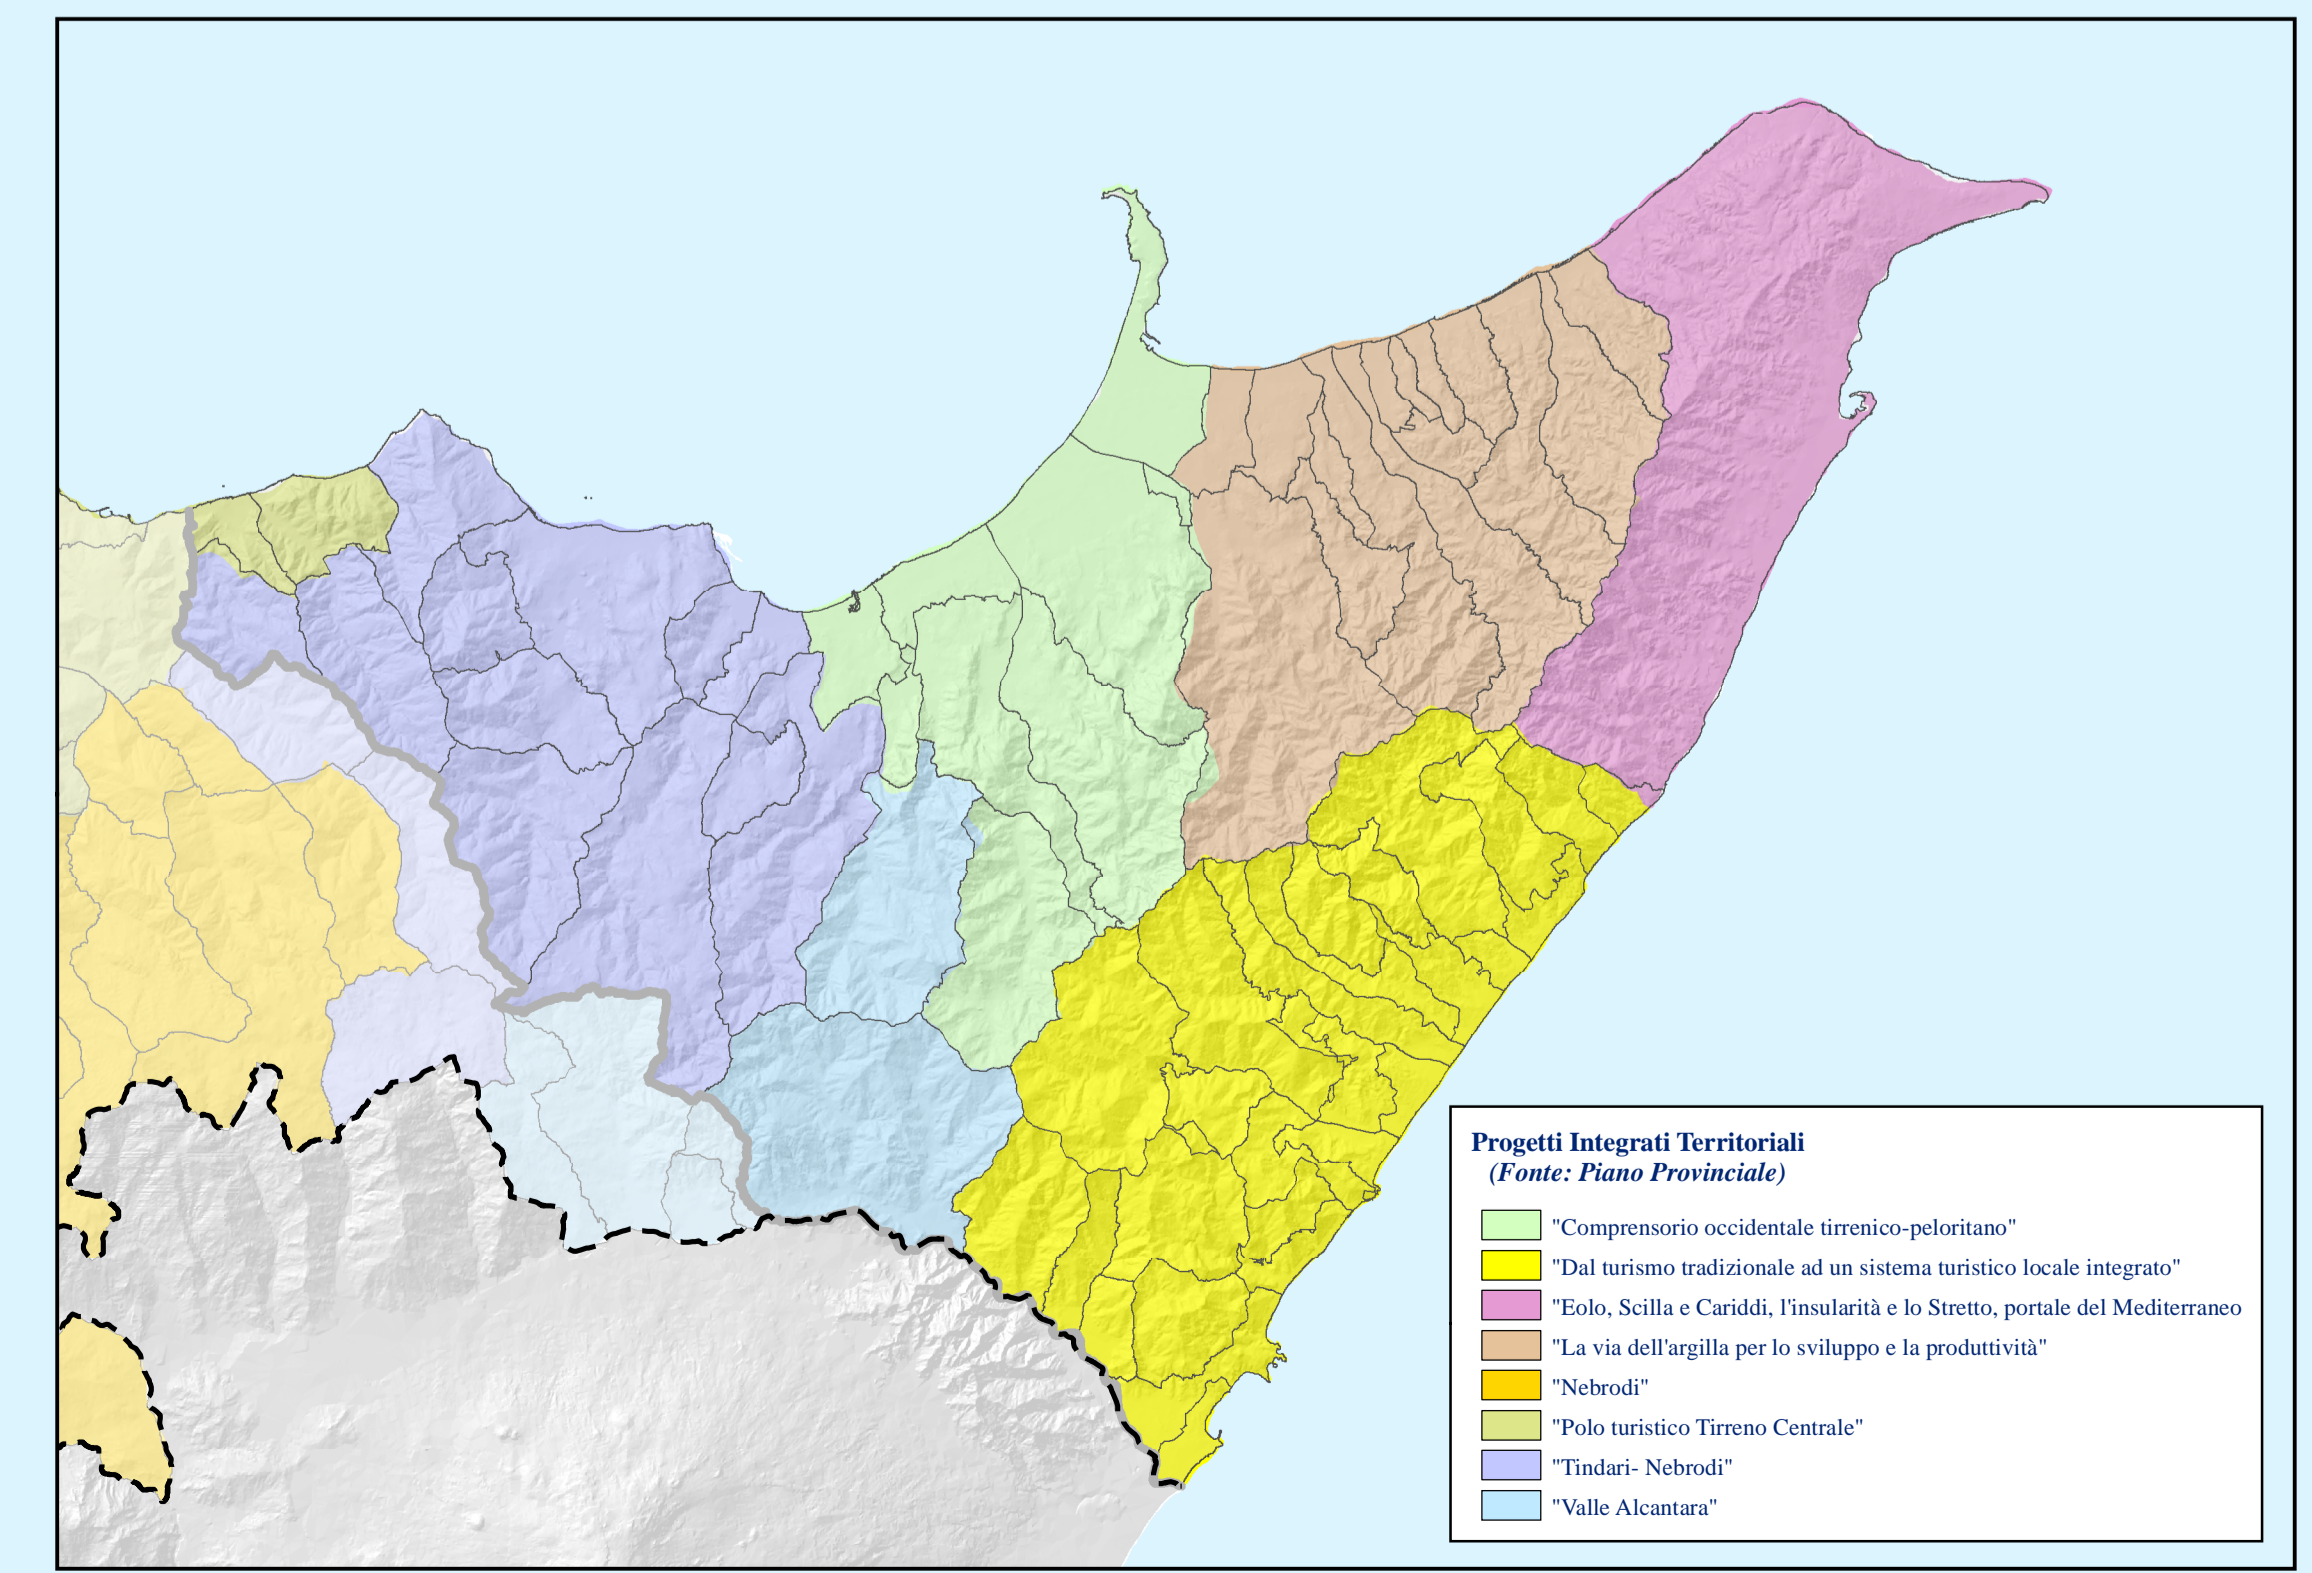 Progetti Integrati Territoriali
(Fonte: Piano Provinciale)
"Comprensorio occidentale tirrenico-peloritano"
"Dal turismo tradizionale ad un sistema turistico locale integrato"
"Eolo, Scilla e Cariddi, l'insularità e lo Stretto, portale del Mediterraneo
"La via dell'argilla per lo sviluppo e la produttività"
"Nebrodi"
"Polo turistico Tirreno Centrale"
"Tindari- Nebrodi"
"Valle Alcantara"